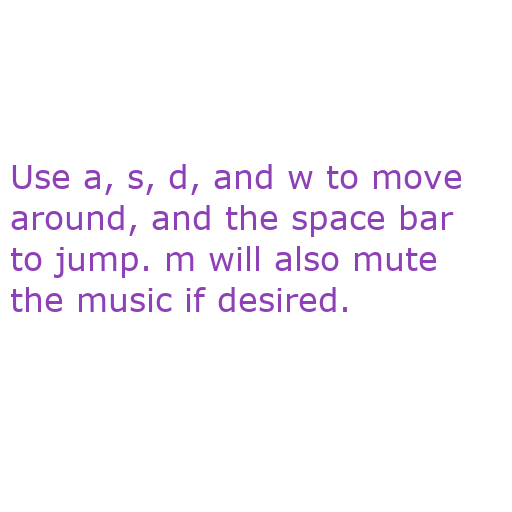 Use a, s, d, and w to move
around, and the space bar
to jump. m will also mute
the music if desired.